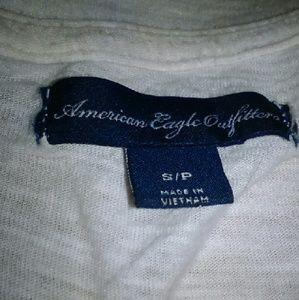 American Eagle Outfitters
S/P
MADE IN
VIETNAM